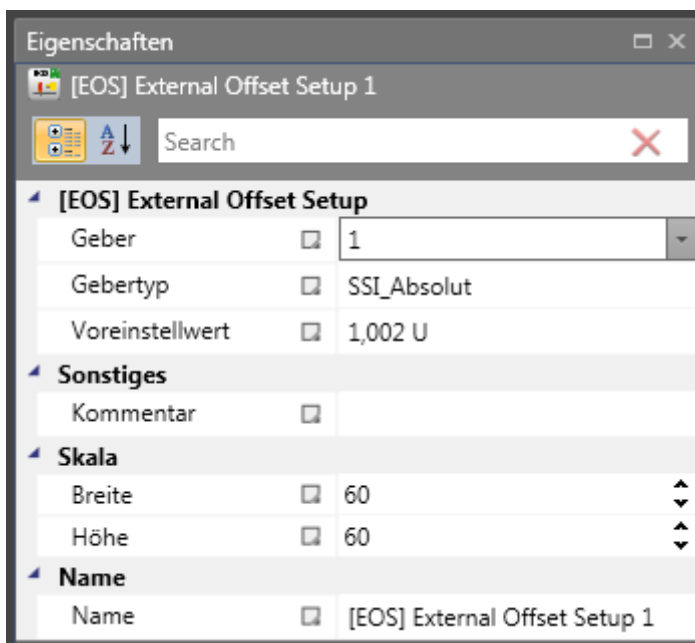 Eigenschaften
[EOS] External Offset Setup 1
A
Z
Search
[EOS] External Offset Setup
Geber 1
Gebertyp SSI_Absolut
Voreinstellwert 1,002 U
Sonstiges
Kommentar
Skala
Breite 60
Höhe 60
Name
Name [EOS] External Offset Setup 1